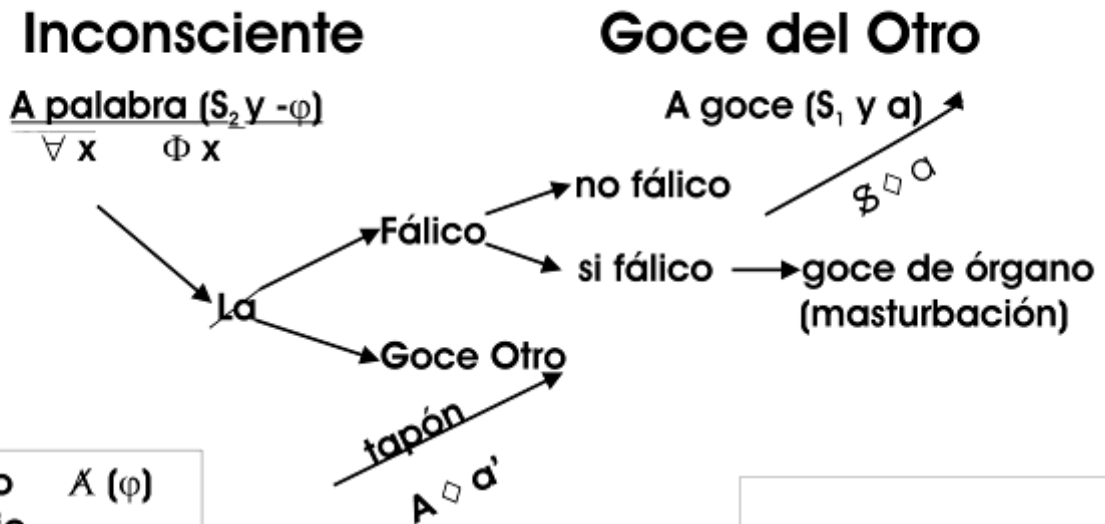 Inconsciente
Goce del Otro
A palabra (S₂ y -φ)
∀ x Φ x
A goce (S₁ y a)
$ ◊ a
no fálico
Fálico
si fálico
goce de órgano
(masturbación)
La
Goce Otro
tapón
A ◊ a'
A̸ (φ)